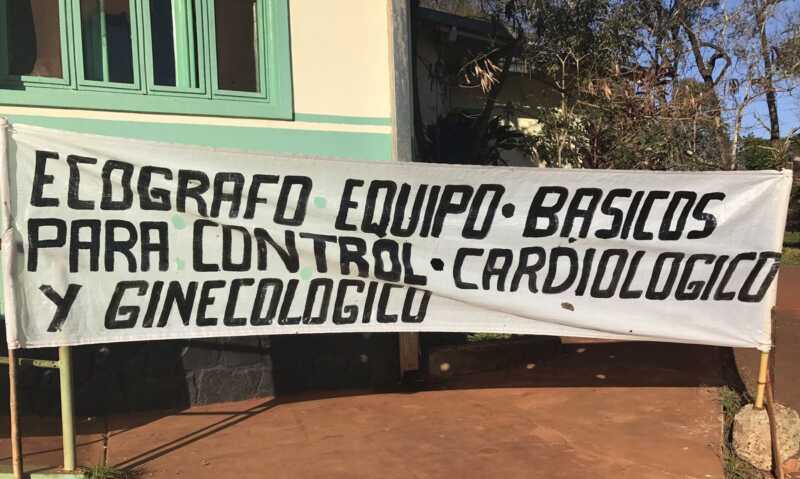 ECOGRAFO · EQUIPO · BASICOS
PARA CONTROL · CARDIOLOGICO
Y GINECOLOGICO